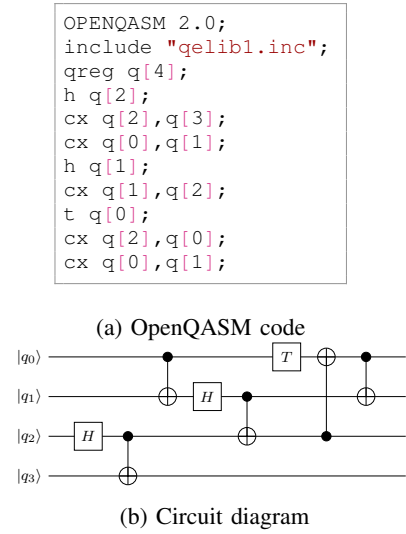 OPENQASM 2.0;
include "qelib1.inc";
qreg q[4];
h q[2];
cx q[2],q[3];
cx q[0],q[1];
h q[1];
cx q[1],q[2];
t q[0];
cx q[2],q[0];
cx q[0],q[1];
(a) OpenQASM code
|q₀⟩ T
|q₁⟩ H
|q₂⟩ H
|q₃⟩
(b) Circuit diagram